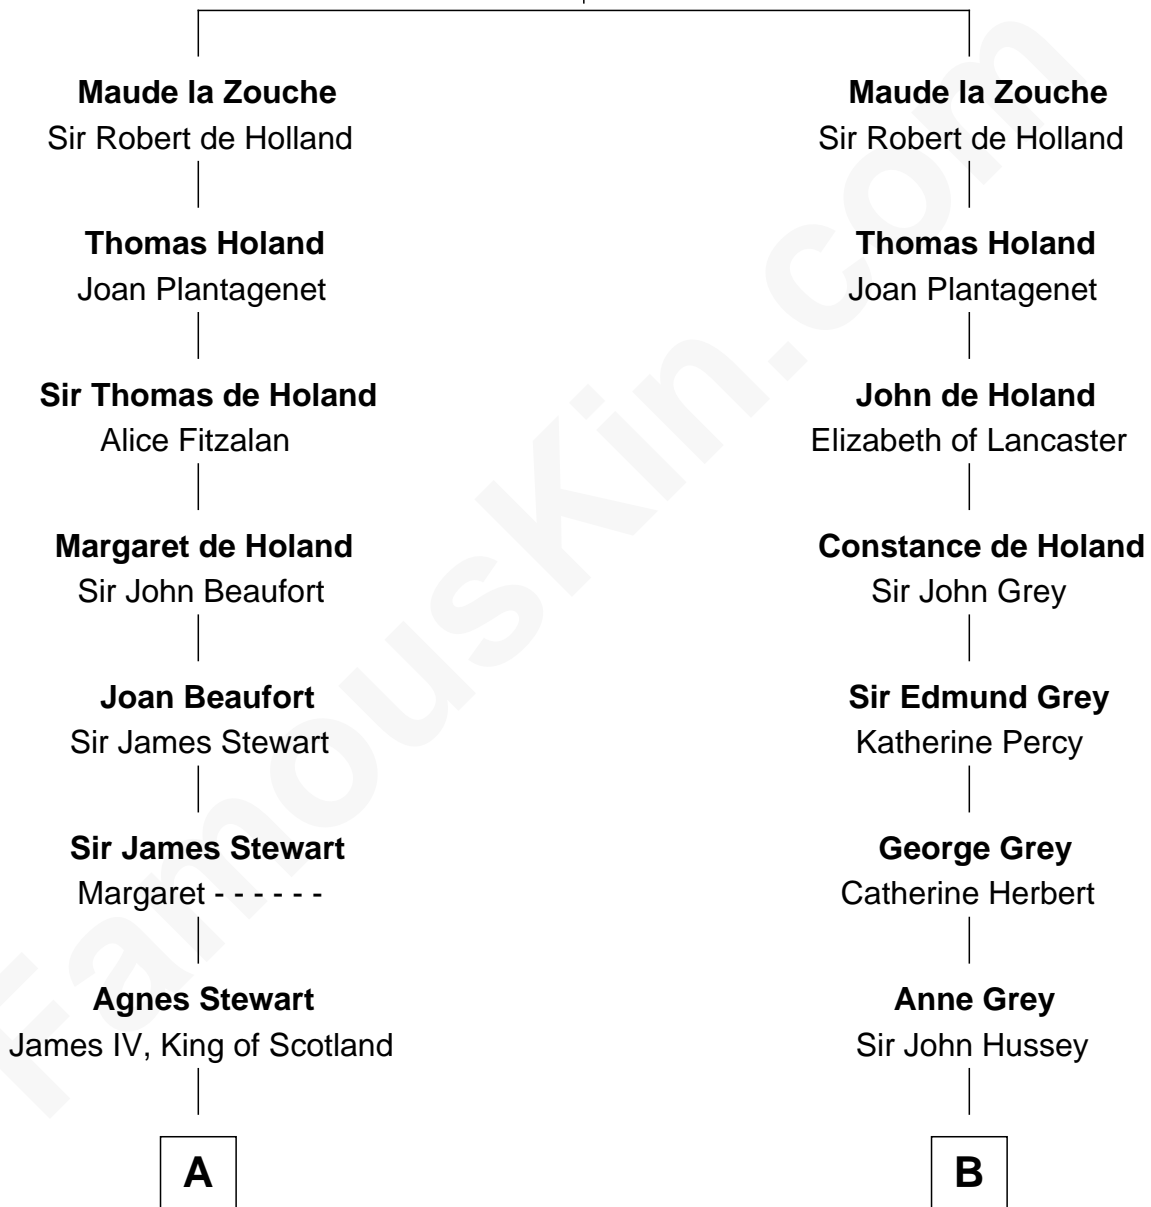 Maude la Zouche
Sir Robert de Holland
Thomas Holand
Joan Plantagenet
Sir Thomas de Holand
Alice Fitzalan
Margaret de Holand
Sir John Beaufort
Joan Beaufort
Sir James Stewart
Sir James Stewart
Margaret - - - - - -
Agnes Stewart
James IV, King of Scotland
A
Maude la Zouche
Sir Robert de Holland
Thomas Holand
Joan Plantagenet
John de Holand
Elizabeth of Lancaster
Constance de Holand
Sir John Grey
Sir Edmund Grey
Katherine Percy
George Grey
Catherine Herbert
Anne Grey
Sir John Hussey
B
FamousKin.com